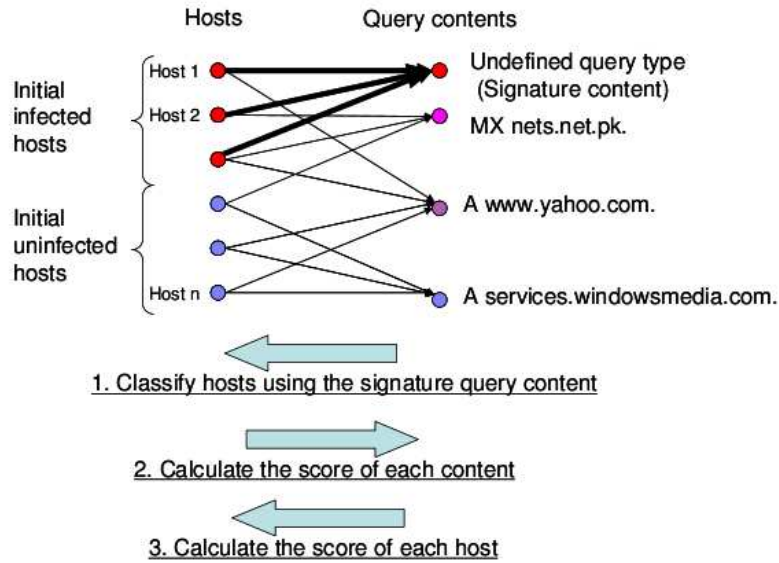 Hosts
Query contents
Initial
infected
hosts
Host 1
Host 2
Undefined query type
(Signature content)
MX nets.net.pk.
A www.yahoo.com.
Initial
uninfected
hosts
Host n
A services.windowsmedia.com.
1. Classify hosts using the signature query content
2. Calculate the score of each content
3. Calculate the score of each host